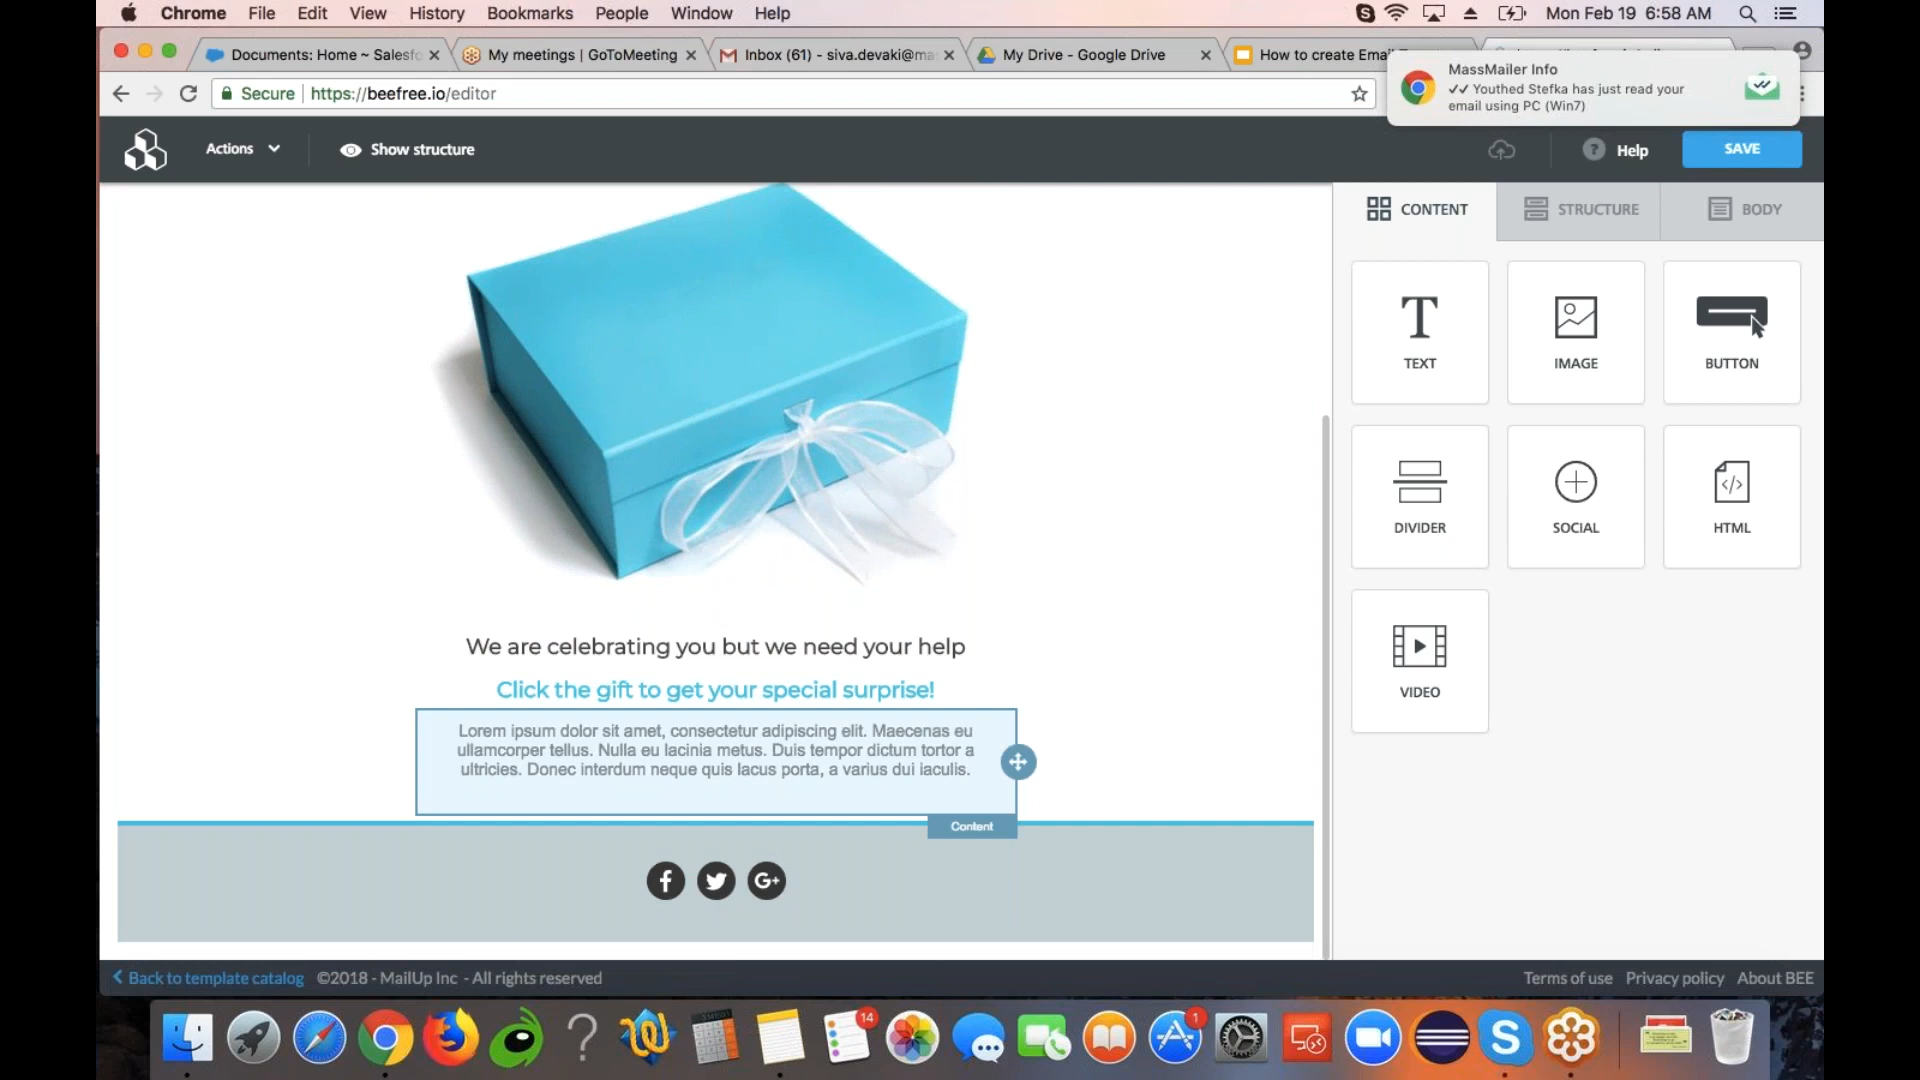 Chrome File Edit View History Bookmarks People Window Help
Mon Feb 19 6:58 AM
Documents: Home ~ Salesfo
My meetings | GoToMeeting
Inbox (61) - siva.devaki@ma
My Drive - Google Drive
How to create Email
MassMailer Info
✓✓ Youthed Stefka has just read your
email using PC (Win7)
Secure https://beefree.io/editor
Actions
Show structure
Help
SAVE
CONTENT
STRUCTURE
BODY
TEXT
IMAGE
BUTTON
DIVIDER
SOCIAL
HTML
VIDEO
We are celebrating you but we need your help
Click the gift to get your special surprise!
Lorem ipsum dolor sit amet, consectetur adipiscing elit. Maecenas eu
ullamcorper tellus. Nulla eu lacinia metus. Duis tempor dictum tortor a
ultricies. Donec interdum neque quis lacus porta, a varius dui iaculis.
Content
G+
Back to template catalog ©2018 - MailUp Inc - All rights reserved
Terms of use Privacy policy About BEE
14
1